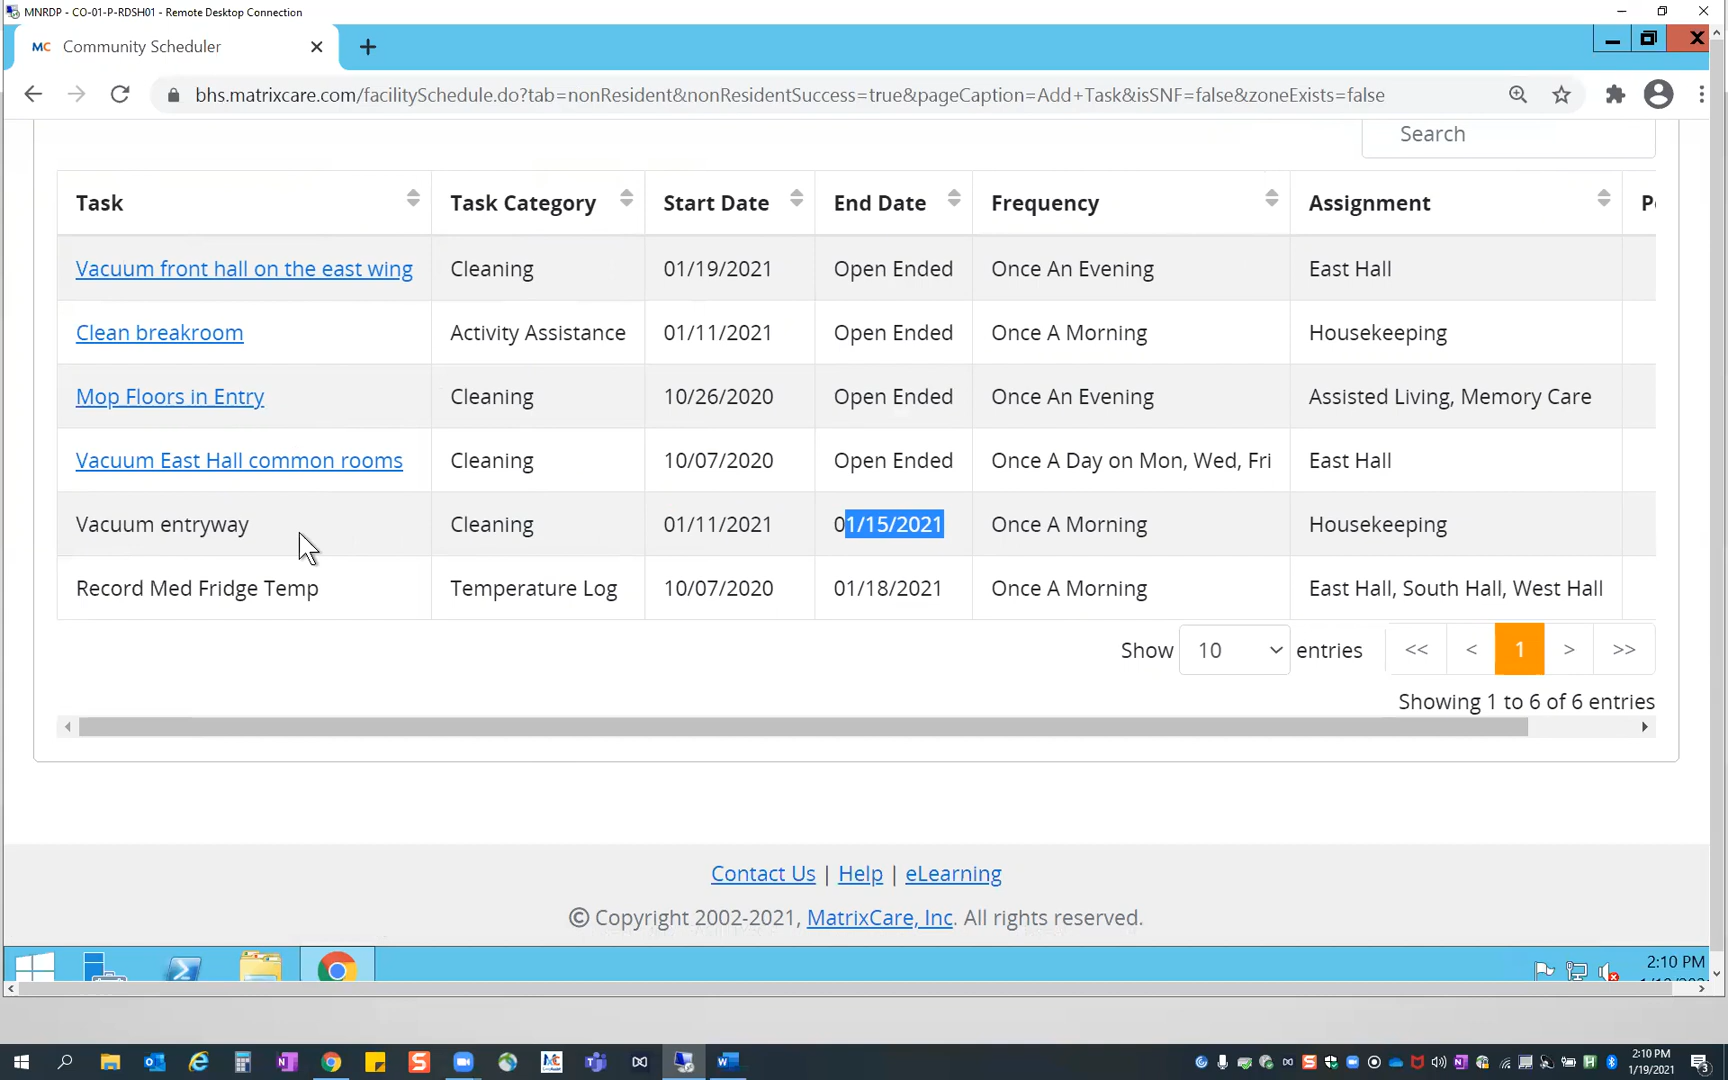 MNRDP - CO-01-P-RDSH01 - Remote Desktop Connection
MC Community Scheduler
bhs.matrixcare.com/facilitySchedule.do?tab=nonResident&nonResidentSuccess=true&pageCaption=Add+Task&isSNF=false&zoneExists=false
Search
Task Task Category Start Date End Date Frequency Assignment
Vacuum front hall on the east wing Cleaning 01/19/2021 Open Ended Once An Evening East Hall
Clean breakroom Activity Assistance 01/11/2021 Open Ended Once A Morning Housekeeping
Mop Floors in Entry Cleaning 10/26/2020 Open Ended Once An Evening Assisted Living, Memory Care
Vacuum East Hall common rooms Cleaning 10/07/2020 Open Ended Once A Day on Mon, Wed, Fri East Hall
Vacuum entryway Cleaning 01/11/2021 01/15/2021 Once A Morning Housekeeping
Record Med Fridge Temp Temperature Log 10/07/2020 01/18/2021 Once A Morning East Hall, South Hall, West Hall
Show 10 entries << < 1 > >>
Showing 1 to 6 of 6 entries
Contact Us | Help | eLearning
© Copyright 2002-2021, MatrixCare, Inc. All rights reserved.
2:10 PM
2:10 PM
1/19/2021